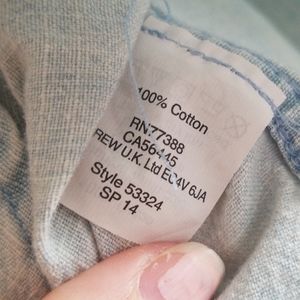 100% Cotton
RN77388
CA56445
REW U.K. Ltd EC4V 6JA
Style 53324
SP 14